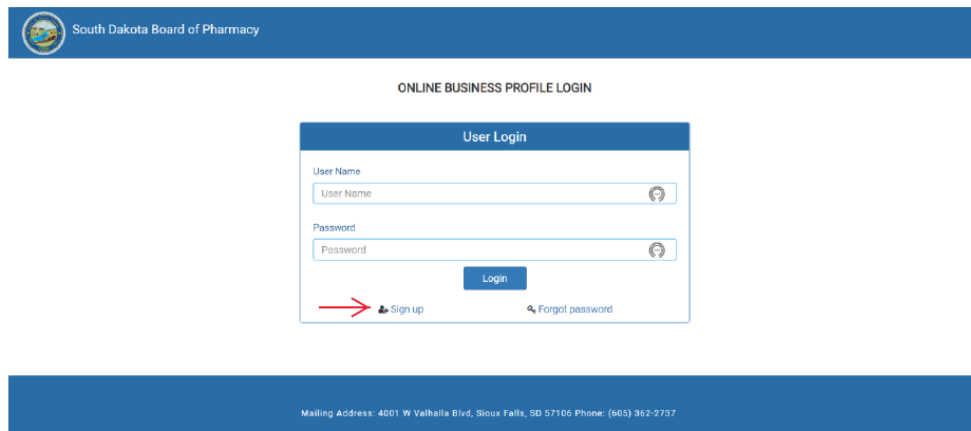 South Dakota Board of Pharmacy
ONLINE BUSINESS PROFILE LOGIN
User Login
User Name
User Name
Password
Password
Login
Sign up
Forgot password
Mailing Address: 4001 W Valhalla Blvd, Sioux Falls, SD 57106 Phone: (605) 362-2737